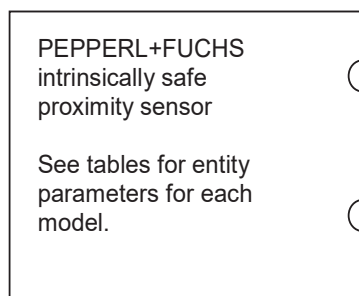 PEPPERL+FUCHS
intrinsically safe
proximity sensor
See tables for entity
parameters for each
model.